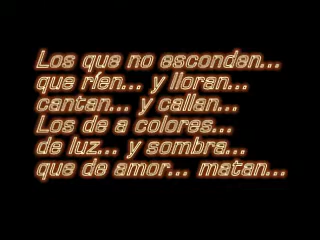 Los que no esconden...
que ríen... y lloran...
cantan... y callan...
Los de a colores...
de luz... y sombra...
que de amor... matan...